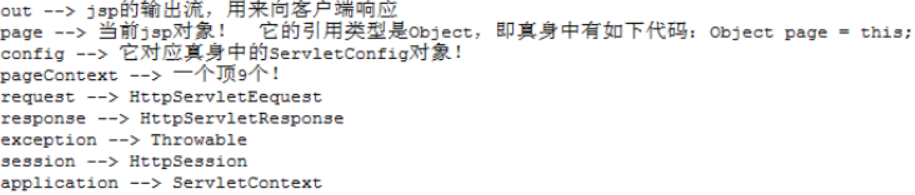 out --> jsp的输出流，用来向客户端响应
page --> 当前jsp对象！ 它的引用类型是Object，即真身中有如下代码：Object page = this;
config --> 它对应真身中的ServletConfig对象！
pageContext --> 一个顶9个！
request --> HttpServletEequest
response --> HttpServletResponse
exception --> Throwable
session --> HttpSession
application --> ServletContext